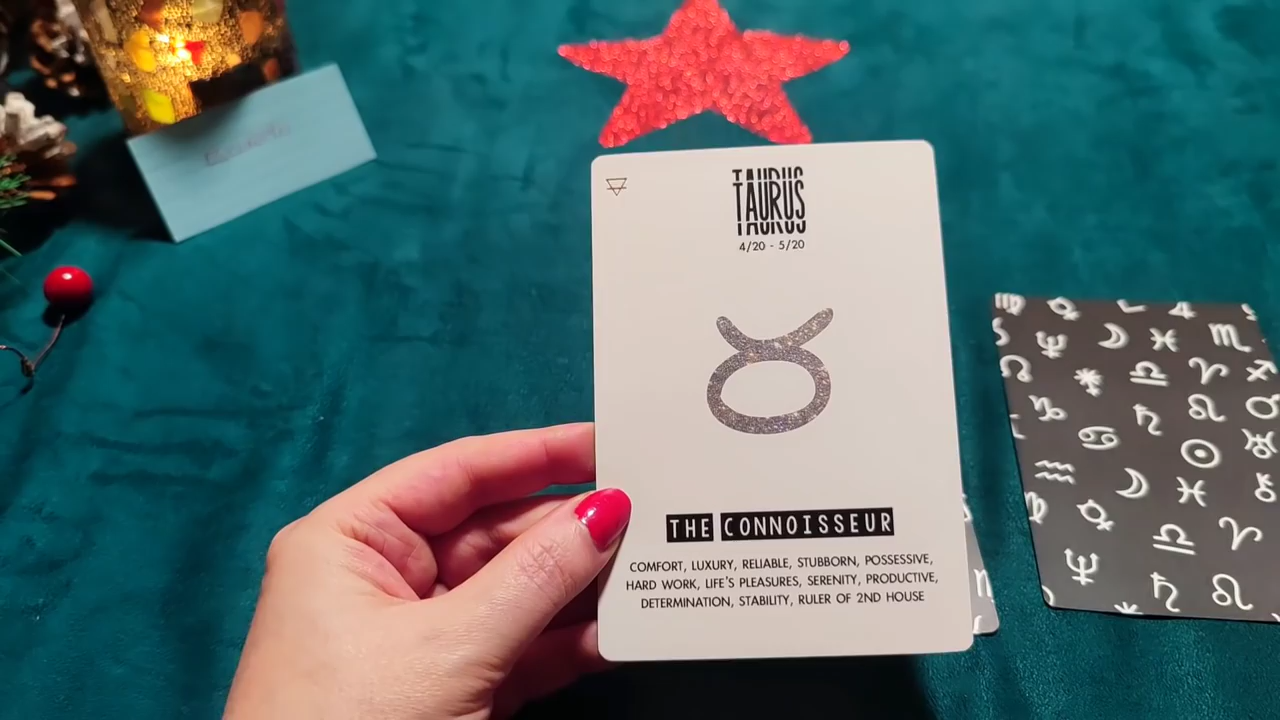 TAURUS
4/20 - 5/20
THE CONNOISSEUR
COMFORT, LUXURY, RELIABLE, STUBBORN, POSSESSIVE,
HARD WORK, LIFE'S PLEASURES, SERENITY, PRODUCTIVE,
DETERMINATION, STABILITY, RULER OF 2ND HOUSE